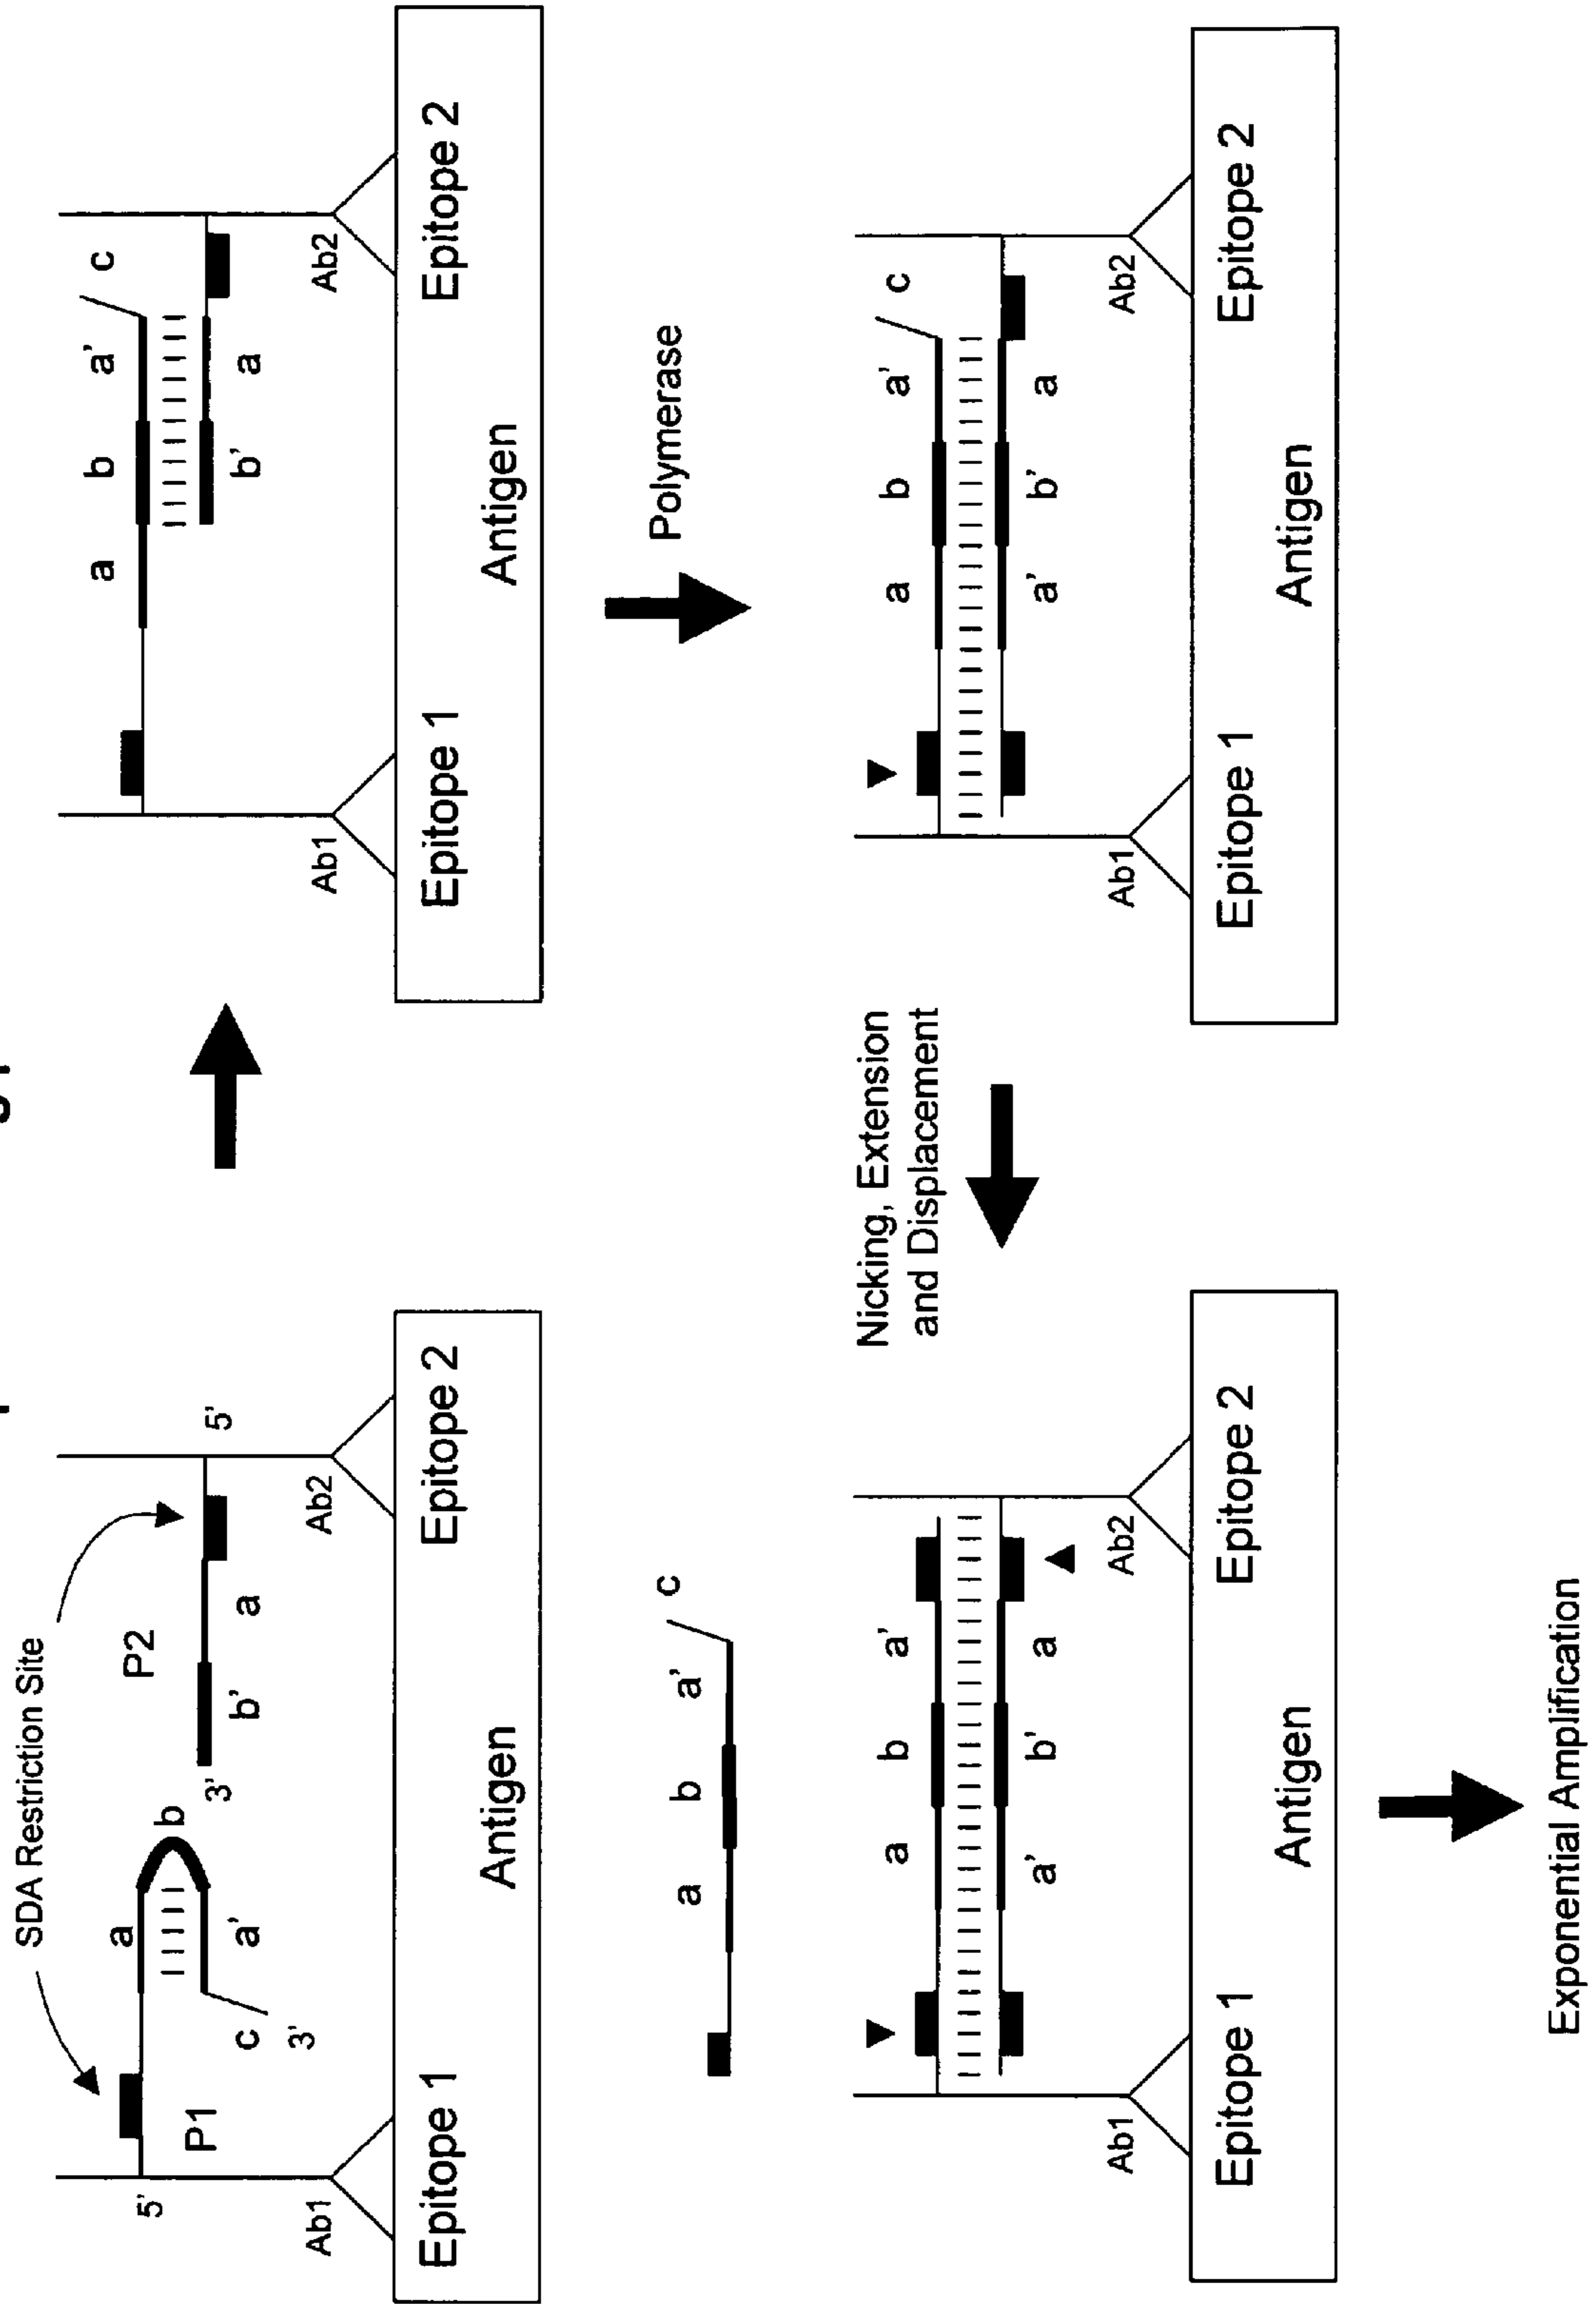 SDA Restriction Site
5'
P1
a
b
a'
c
3'
P2
3'
b'
a
5'
Ab1
Ab2
Epitope 1
Epitope 2
Antigen
a
b
a'
c
b'
a
Ab1
Ab2
Epitope 1
Epitope 2
Antigen
Polymerase
a
b
a'
c
a'
b'
a
Ab1
Ab2
Epitope 1
Epitope 2
Antigen
Nicking, Extension
and Displacement
a
b
a'
c
a
b
a'
a'
b'
a
Ab1
Ab2
Epitope 1
Epitope 2
Antigen
Exponential Amplification